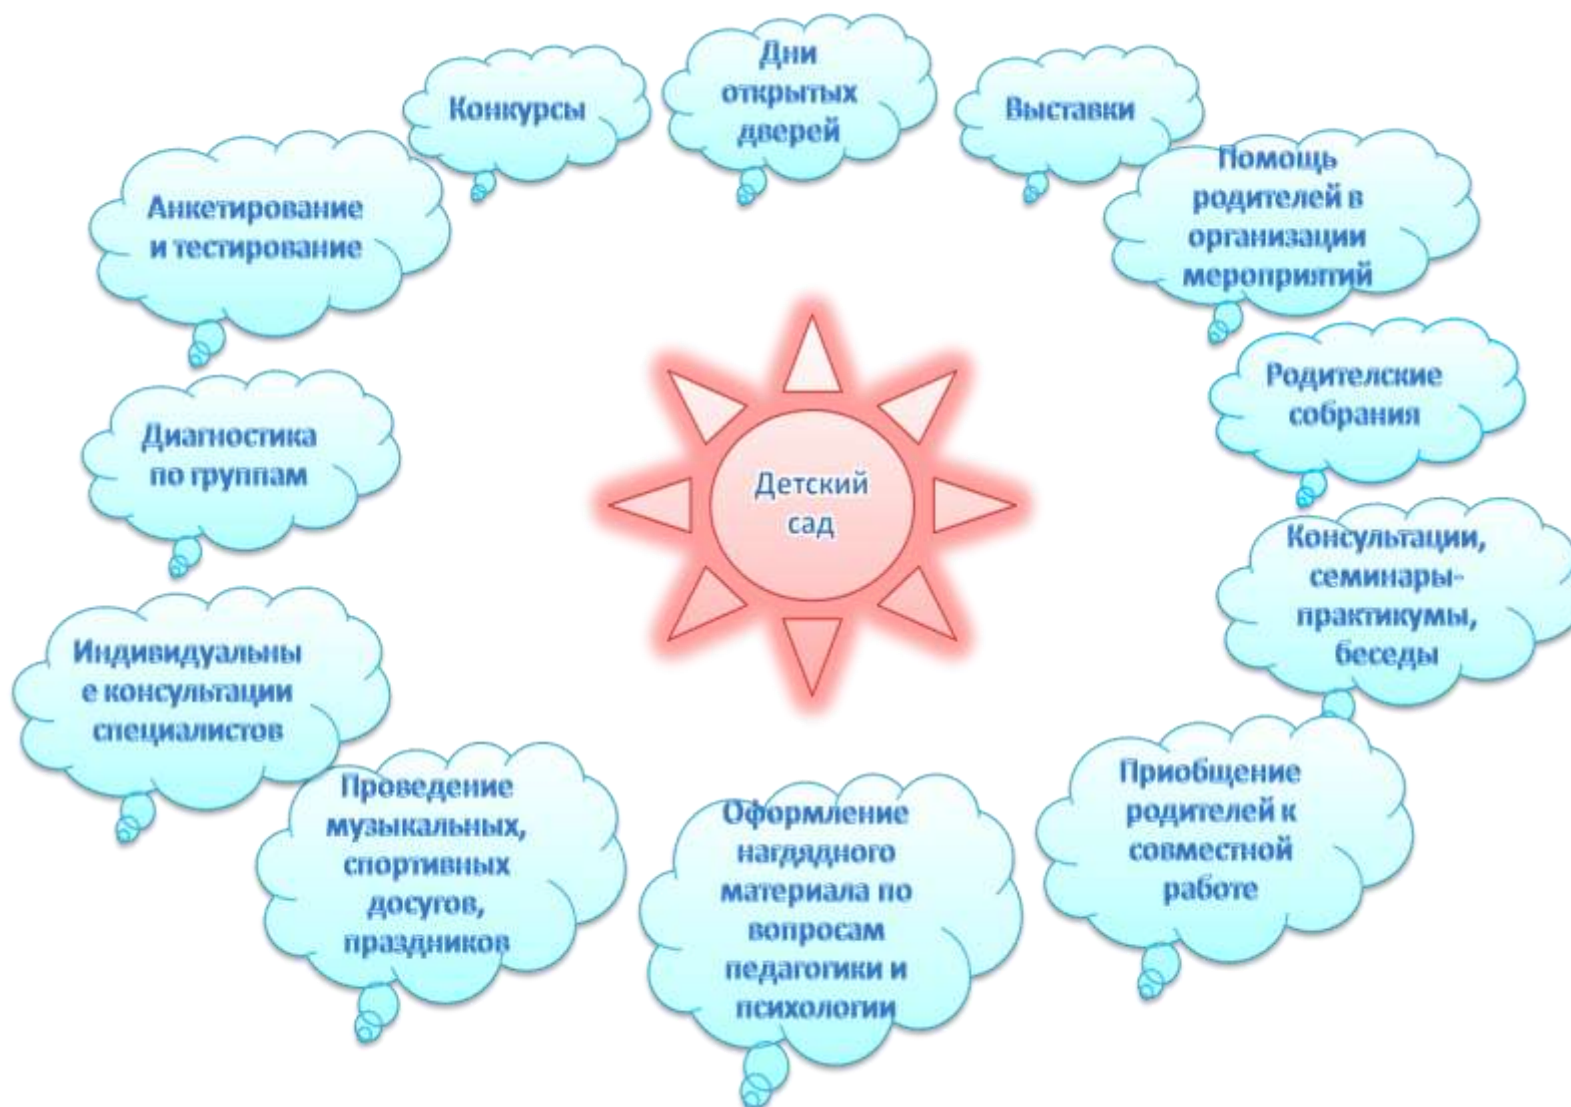 Дни
открытых
дверей
Конкурсы
Выставки
Анкетирование
и тестирование
Помощь
родителей в
организации
мероприятий
Родителские
собрания
Диагностика
по группам
Детский
сад
Консультации,
семинары-
практикумы,
беседы
Индивидуальны
е консультации
специалистов
Приобщение
родителей к
совместной
работе
Проведение
музыкальных,
спортивных
досугов,
праздников
Оформление
нагдядного
материала по
вопросам
педагогики и
психологии